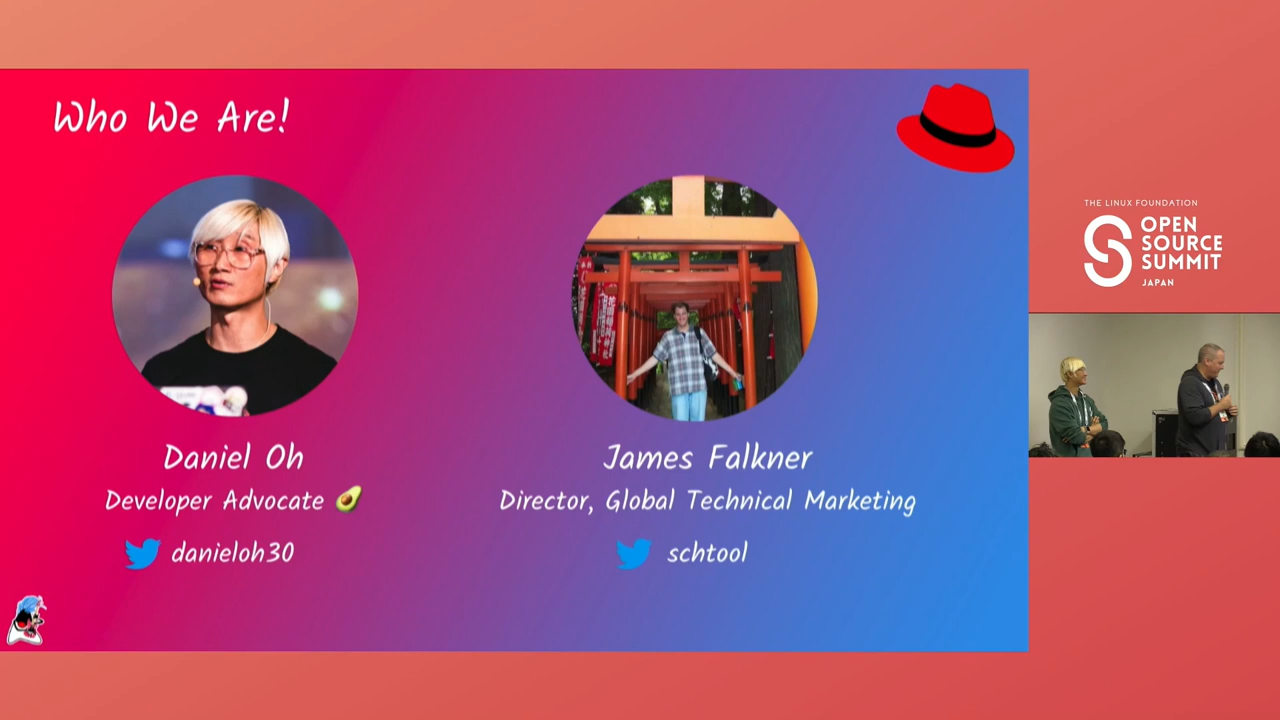 Who We Are!
Daniel Oh
Developer Advocate 🥑
danieloh30
James Falkner
Director, Global Technical Marketing
schtool
THE LINUX FOUNDATION
OPEN
SOURCE
SUMMIT
JAPAN